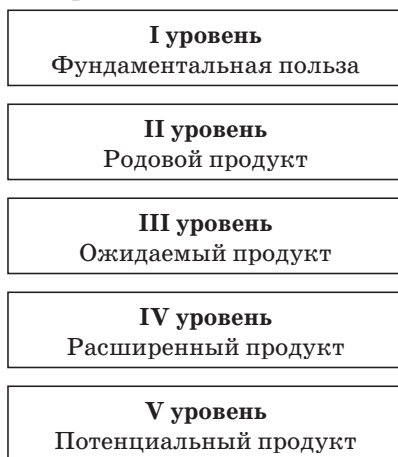 I уровень
Фундаментальная польза
II уровень
Родовой продукт
III уровень
Ожидаемый продукт
IV уровень
Расширенный продукт
V уровень
Потенциальный продукт